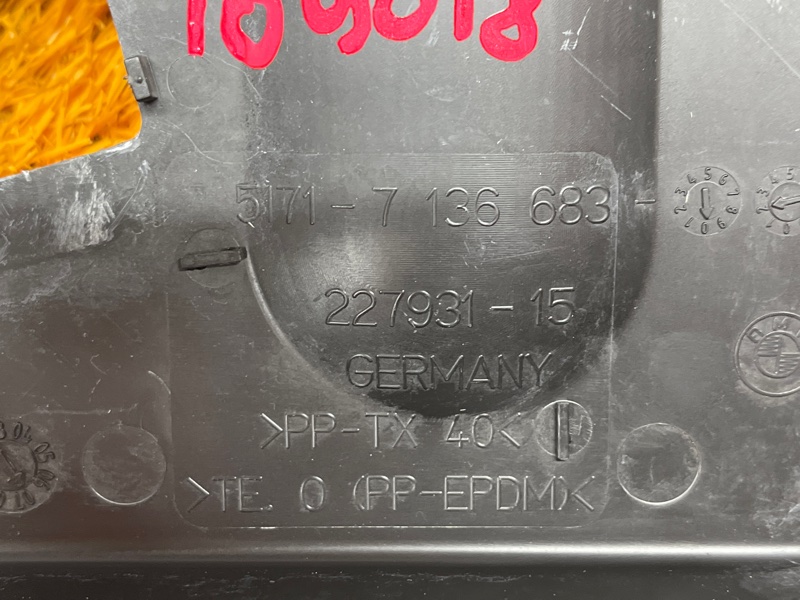 5171-7 136 683-
227931-15
GERMANY
>PP-TX 40<
>TE. 0 (PP-EPDM)<